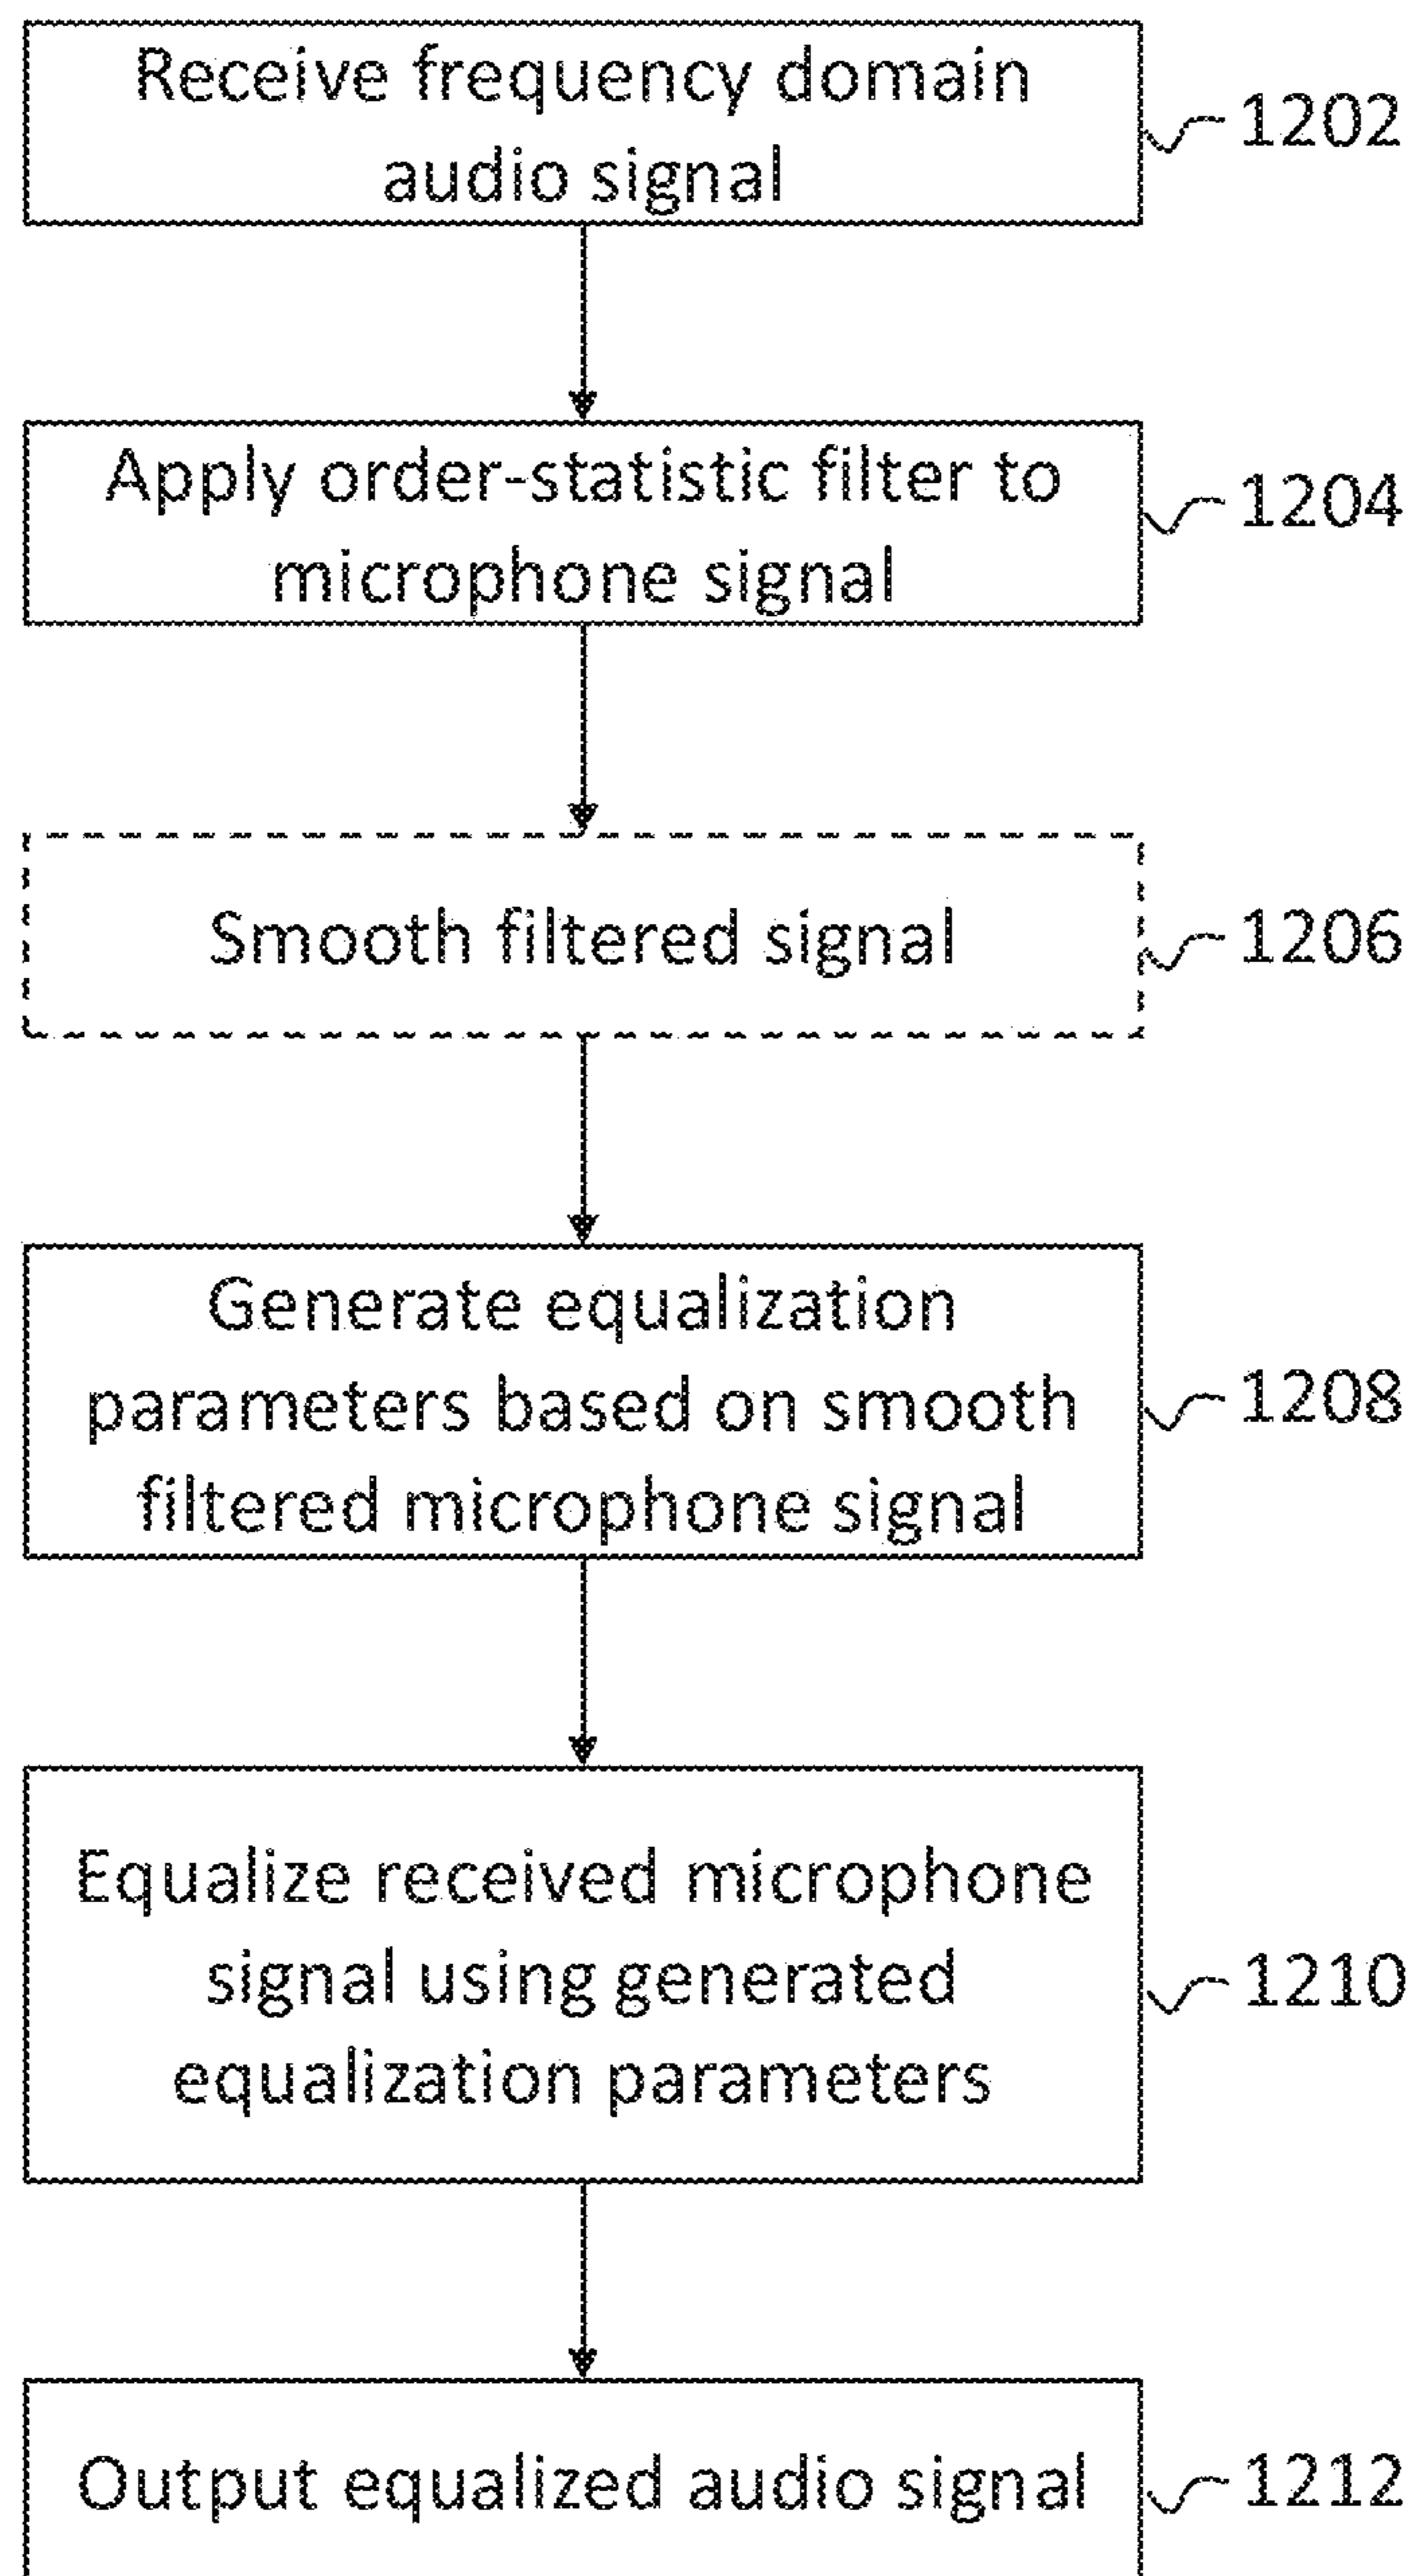 Receive frequency domain
audio signal
1202
Apply order-statistic filter to
microphone signal
1204
Smooth filtered signal
1206
Generate equalization
parameters based on smooth
filtered microphone signal
1208
Equalize received microphone
signal using generated
equalization parameters
1210
Output equalized audio signal
1212